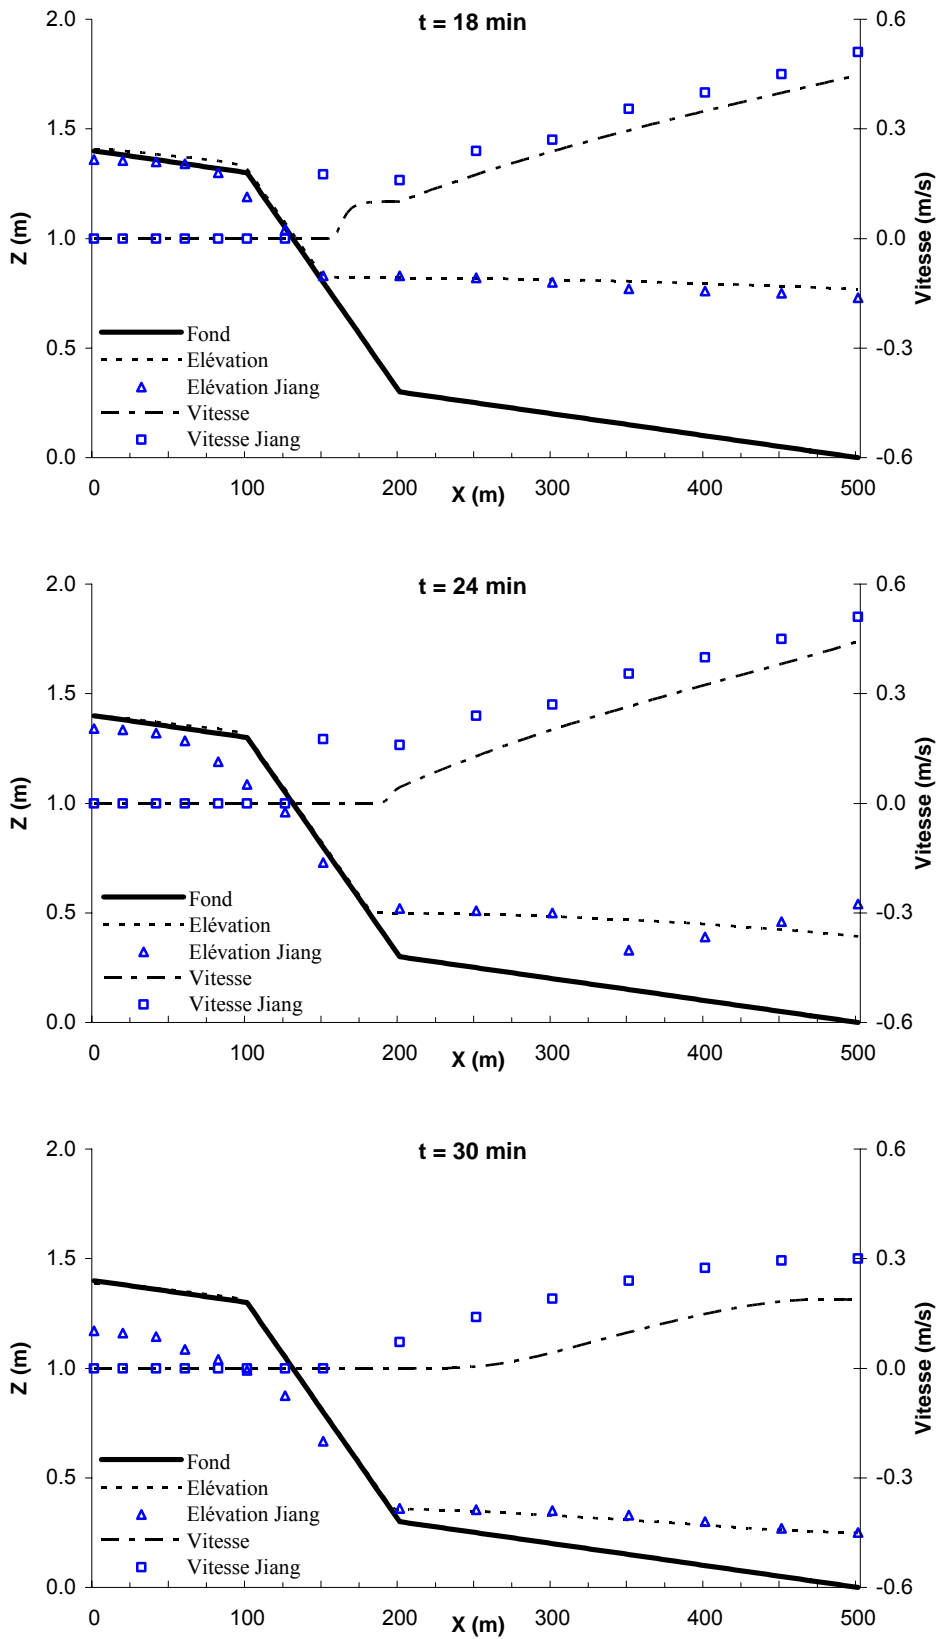 t = 18 min
2.0
1.5
1.0
0.5
0.0
Z (m)
0.6
0.3
0.0
-0.3
-0.6
Vitesse (m/s)
Fond
Elévation
Elévation Jiang
Vitesse
Vitesse Jiang
0 100 200 300 400 500
X (m)
t = 24 min
2.0
1.5
1.0
0.5
0.0
Z (m)
0.6
0.3
0.0
-0.3
-0.6
Vitesse (m/s)
Fond
Elévation
Elévation Jiang
Vitesse
Vitesse Jiang
0 100 200 300 400 500
X (m)
t = 30 min
2.0
1.5
1.0
0.5
0.0
Z (m)
0.6
0.3
0.0
-0.3
-0.6
Vitesse (m/s)
Fond
Elévation
Elévation Jiang
Vitesse
Vitesse Jiang
0 100 200 300 400 500
X (m)